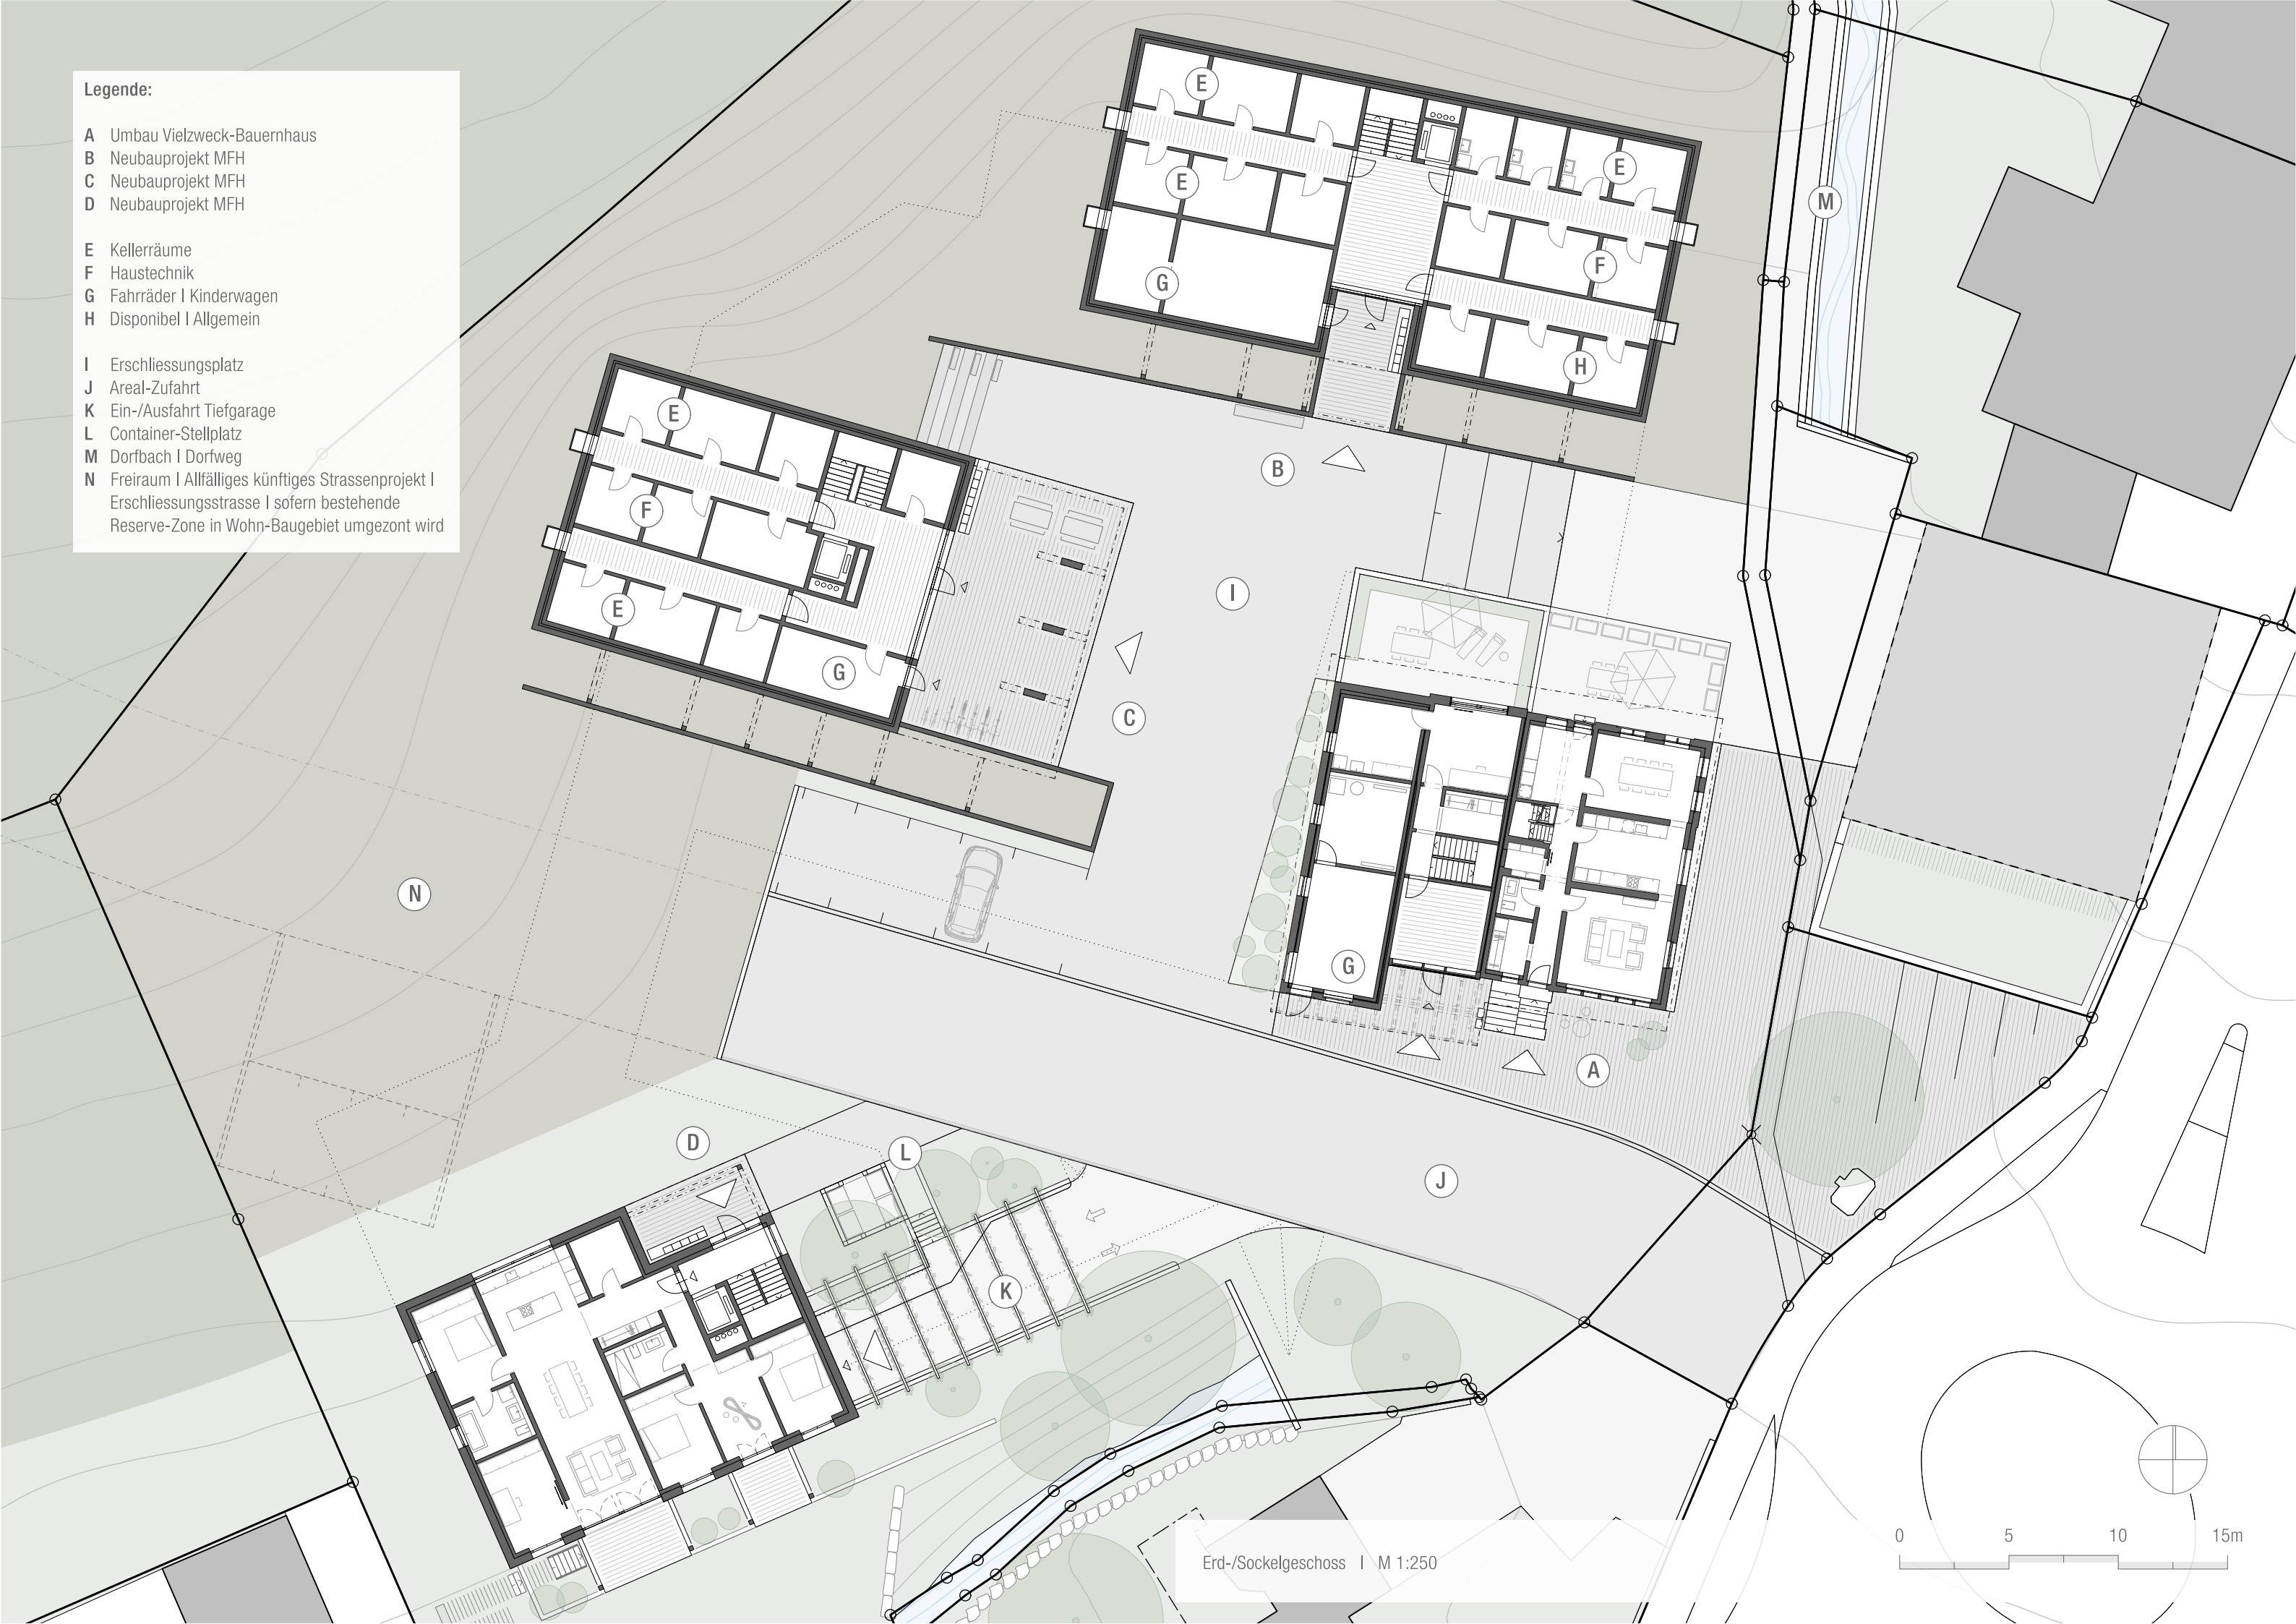 Legende:
A Umbau Vielzweck-Bauernhaus
B Neubauprojekt MFH
C Neubauprojekt MFH
D Neubauprojekt MFH
E Kellerräume
F Haustechnik
G Fahrräder | Kinderwagen
H Disponibel | Allgemein
I Erschliessungsplatz
J Areal-Zufahrt
K Ein-/Ausfahrt Tiefgarage
L Container-Stellplatz
M Dorfbach | Dorfweg
N Freiraum | Allfälliges künftiges Strassenprojekt |
Erschliessungsstrasse | sofern bestehende
Reserve-Zone in Wohn-Baugebiet umgezont wird
E
E
E
M
E
F
G
H
E
B
F
I
E
G
C
N
G
A
D
L
J
K
0 5 10 15m
Erd-/Sockelgeschoss | M 1:250